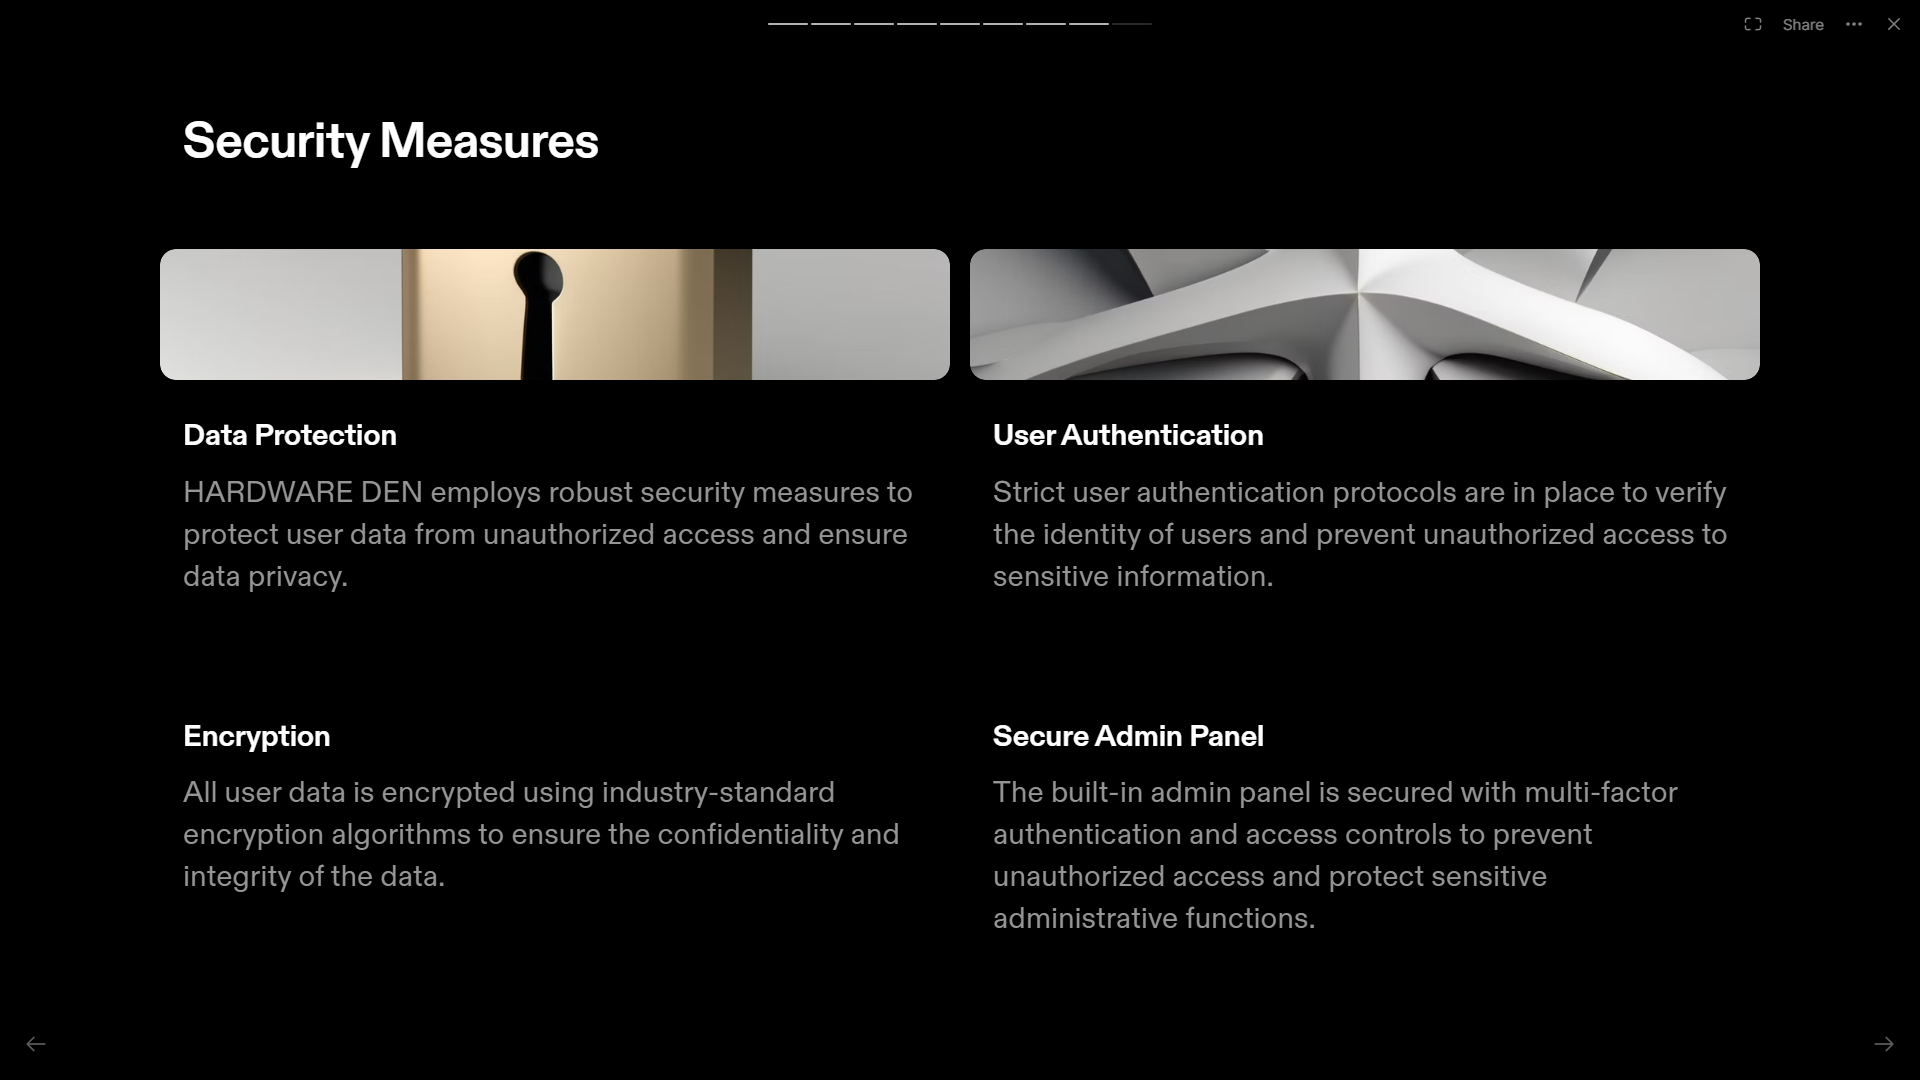 Share
Security Measures
Data Protection
HARDWARE DEN employs robust security measures to
protect user data from unauthorized access and ensure
data privacy.
User Authentication
Strict user authentication protocols are in place to verify
the identity of users and prevent unauthorized access to
sensitive information.
Encryption
All user data is encrypted using industry-standard
encryption algorithms to ensure the confidentiality and
integrity of the data.
Secure Admin Panel
The built-in admin panel is secured with multi-factor
authentication and access controls to prevent
unauthorized access and protect sensitive
administrative functions.